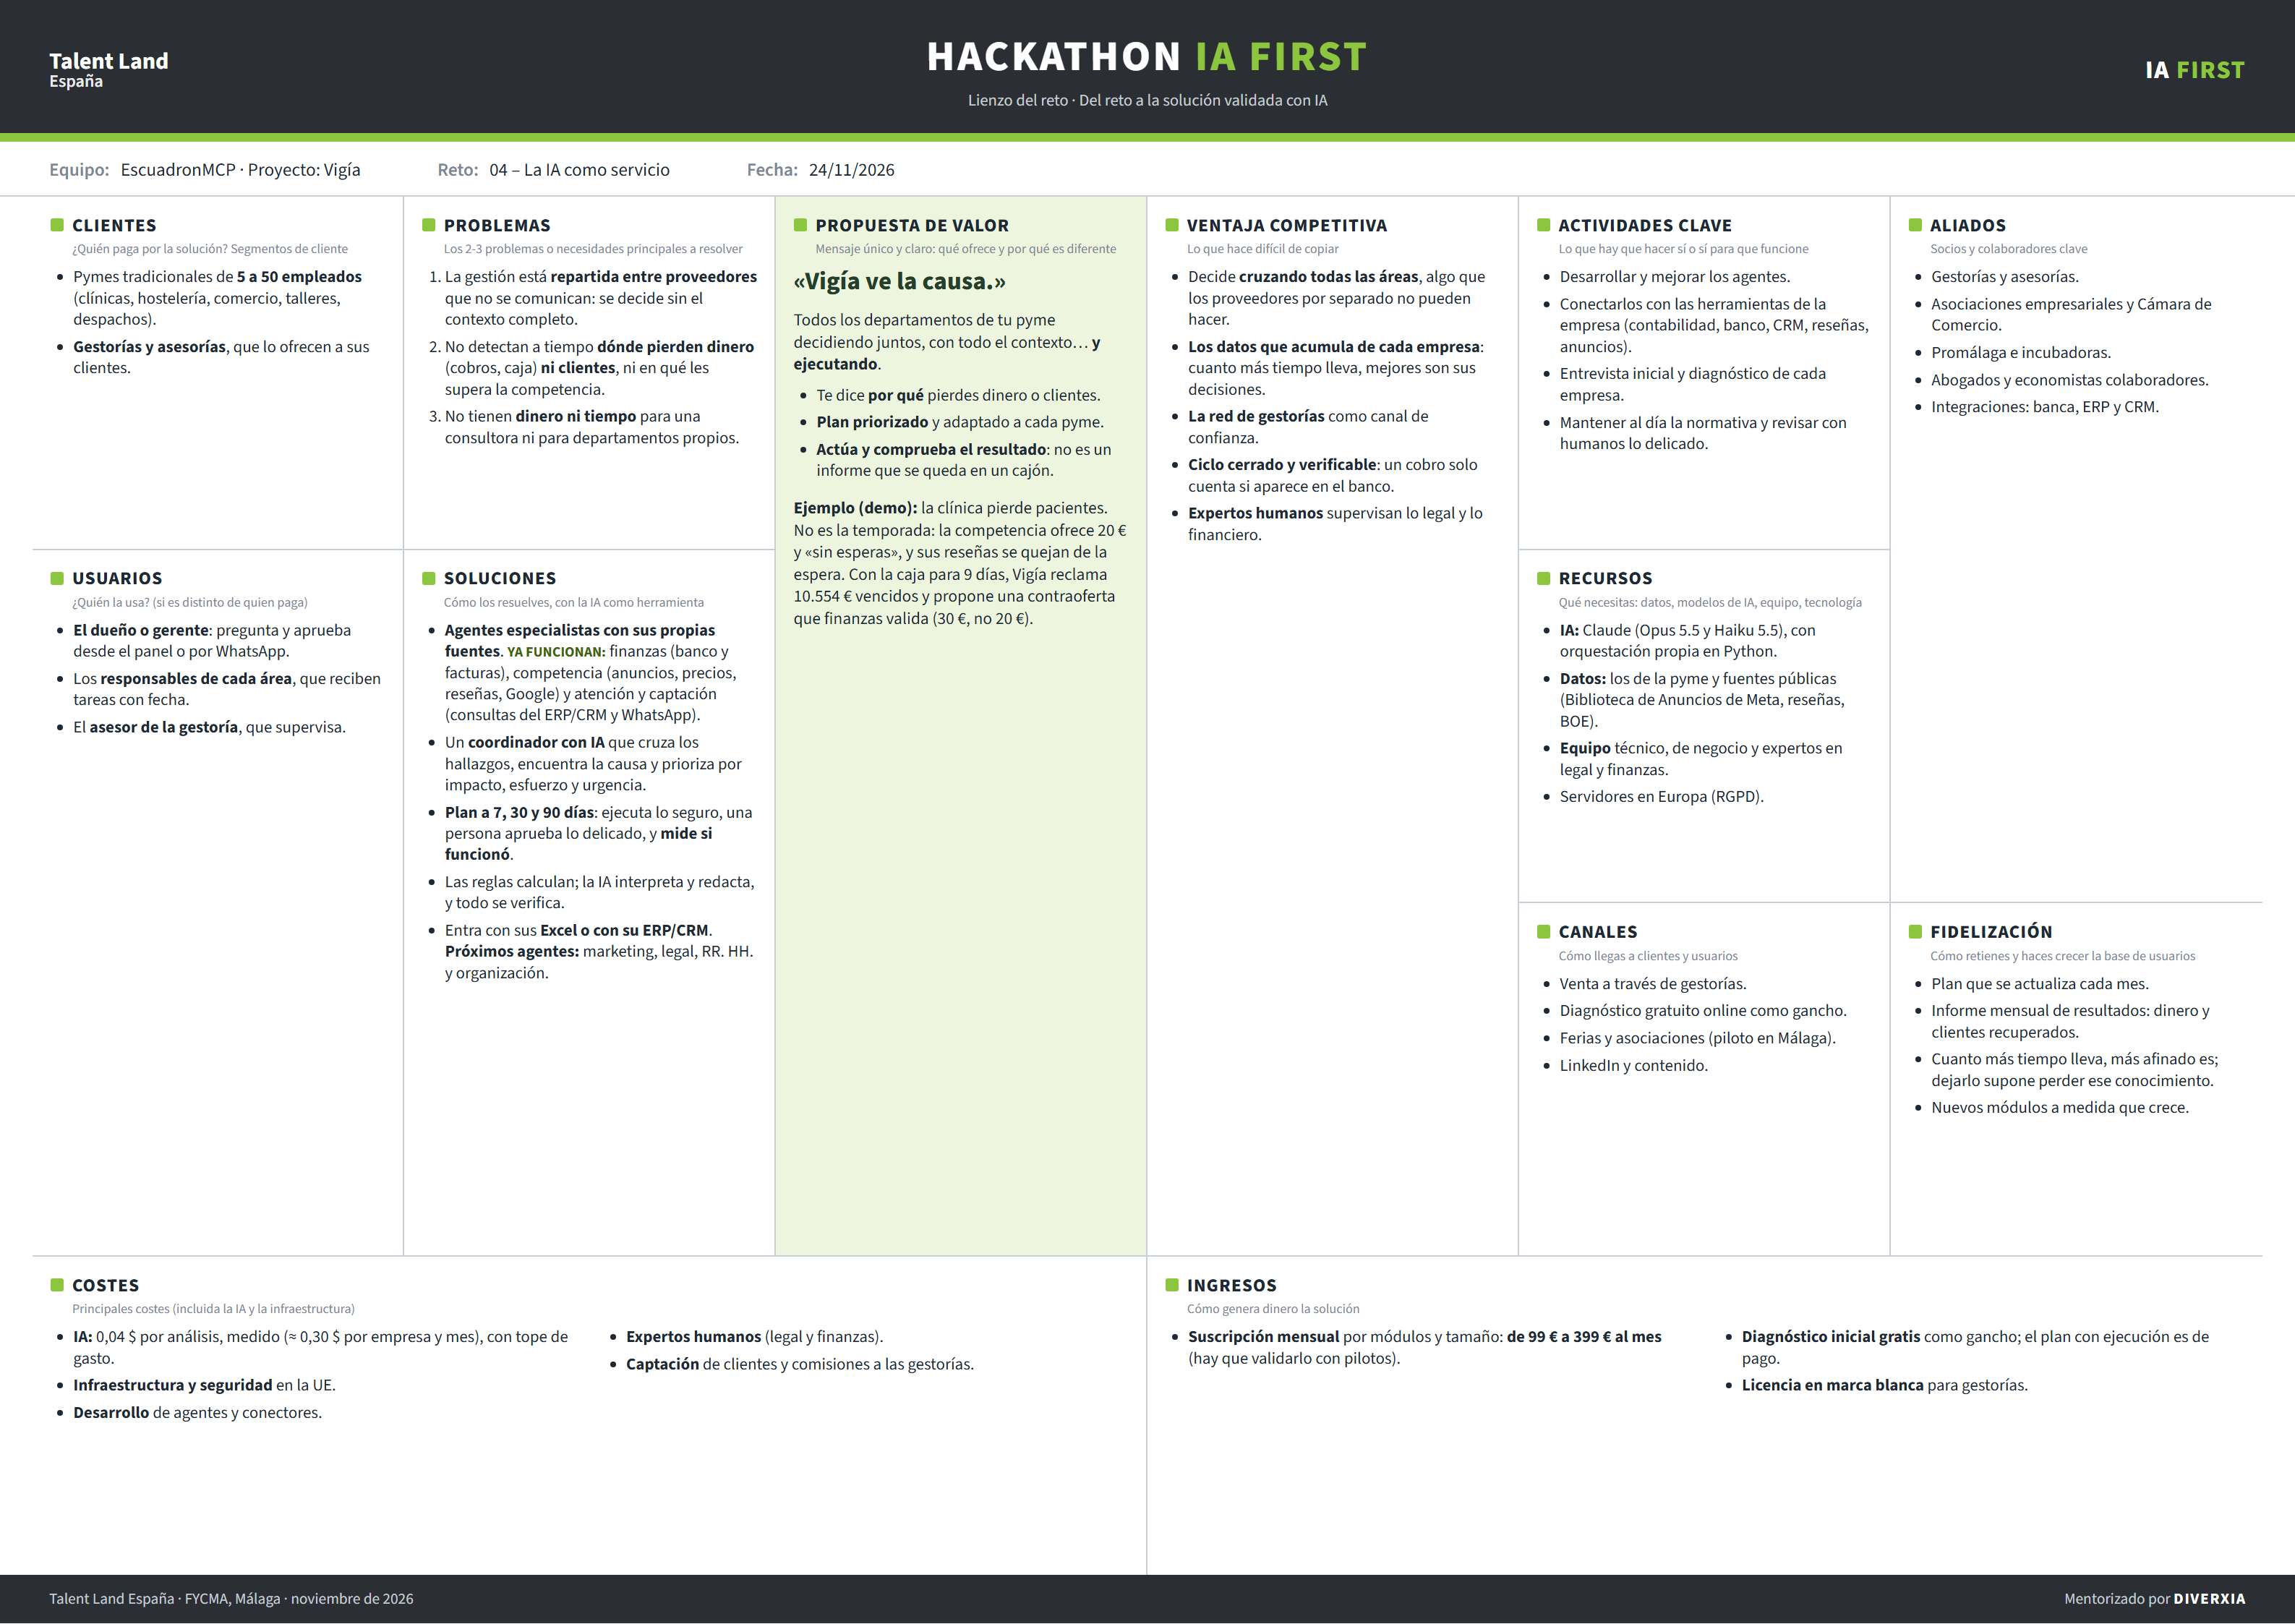 Talent Land
España
HACKATHON IA FIRST
Lienzo del reto · Del reto a la solución validada con IA
IA FIRST
Equipo: EscuadronMCP · Proyecto: Vigía
Reto: 04 – La IA como servicio
Fecha: 24/11/2026
CLIENTES
¿Quién paga por la solución? Segmentos de cliente
• Pymes tradicionales de 5 a 50 empleados
(clínicas, hostelería, comercio, talleres,
despachos).
• Gestorías y asesorías, que lo ofrecen a sus
clientes.
PROBLEMAS
Los 2-3 problemas o necesidades principales a resolver
1. La gestión está repartida entre proveedores
que no se comunican: se decide sin el
contexto completo.
2. No detectan a tiempo dónde pierden dinero
(cobros, caja) ni clientes, ni en qué les
supera la competencia.
3. No tienen dinero ni tiempo para una
consultora ni para departamentos propios.
PROPUESTA DE VALOR
Mensaje único y claro: qué ofrece y por qué es diferente
«Vigía ve la causa.»
Todos los departamentos de tu pyme
decidiendo juntos, con todo el contexto… y
ejecutando.
• Te dice por qué pierdes dinero o clientes.
• Plan priorizado y adaptado a cada pyme.
• Actúa y comprueba el resultado: no es un
informe que se queda en un cajón.
Ejemplo (demo): la clínica pierde pacientes.
No es la temporada: la competencia ofrece 20 €
y «sin esperas», y sus reseñas se quejan de la
espera. Con la caja para 9 días, Vigía reclama
10.554 € vencidos y propone una contraoferta
que finanzas valida (30 €, no 20 €).
VENTAJA COMPETITIVA
Lo que hace difícil de copiar
• Decide cruzando todas las áreas, algo que
los proveedores por separado no pueden
hacer.
• Los datos que acumula de cada empresa:
cuanto más tiempo lleva, mejores son sus
decisiones.
• La red de gestorías como canal de
confianza.
• Ciclo cerrado y verificable: un cobro solo
cuenta si aparece en el banco.
• Expertos humanos supervisan lo legal y lo
financiero.
ACTIVIDADES CLAVE
Lo que hay que hacer sí o sí para que funcione
• Desarrollar y mejorar los agentes.
• Conectarlos con las herramientas de la
empresa (contabilidad, banco, CRM, reseñas,
anuncios).
• Entrevista inicial y diagnóstico de cada
empresa.
• Mantener al día la normativa y revisar con
humanos lo delicado.
ALIADOS
Socios y colaboradores clave
• Gestorías y asesorías.
• Asociaciones empresariales y Cámara de
Comercio.
• Promálaga e incubadoras.
• Abogados y economistas colaboradores.
• Integraciones: banca, ERP y CRM.
USUARIOS
¿Quién la usa? (si es distinto de quien paga)
• El dueño o gerente: pregunta y aprueba
desde el panel o por WhatsApp.
• Los responsables de cada área, que reciben
tareas con fecha.
• El asesor de la gestoría, que supervisa.
SOLUCIONES
Cómo los resuelves, con la IA como herramienta
• Agentes especialistas con sus propias
fuentes. YA FUNCIONAN: finanzas (banco y
facturas), competencia (anuncios, precios,
reseñas, Google) y atención y captación
(consultas del ERP/CRM y WhatsApp).
• Un coordinador con IA que cruza los
hallazgos, encuentra la causa y prioriza por
impacto, esfuerzo y urgencia.
• Plan a 7, 30 y 90 días: ejecuta lo seguro, una
persona aprueba lo delicado, y mide si
funcionó.
• Las reglas calculan; la IA interpreta y redacta,
y todo se verifica.
• Entra con sus Excel o con su ERP/CRM.
Próximos agentes: marketing, legal, RR. HH.
y organización.
RECURSOS
Qué necesitas: datos, modelos de IA, equipo, tecnología
• IA: Claude (Opus 5.5 y Haiku 5.5), con
orquestación propia en Python.
• Datos: los de la pyme y fuentes públicas
(Biblioteca de Anuncios de Meta, reseñas,
BOE).
• Equipo técnico, de negocio y expertos en
legal y finanzas.
• Servidores en Europa (RGPD).
CANALES
Cómo llegas a clientes y usuarios
• Venta a través de gestorías.
• Diagnóstico gratuito online como gancho.
• Ferias y asociaciones (piloto en Málaga).
• LinkedIn y contenido.
FIDELIZACIÓN
Cómo retienes y haces crecer la base de usuarios
• Plan que se actualiza cada mes.
• Informe mensual de resultados: dinero y
clientes recuperados.
• Cuanto más tiempo lleva, más afinado es;
dejarlo supone perder ese conocimiento.
• Nuevos módulos a medida que crece.
COSTES
Principales costes (incluida la IA y la infraestructura)
• IA: 0,04 $ por análisis, medido (≈ 0,30 $ por empresa y mes), con tope de
gasto.
• Infraestructura y seguridad en la UE.
• Desarrollo de agentes y conectores.
• Expertos humanos (legal y finanzas).
• Captación de clientes y comisiones a las gestorías.
INGRESOS
Cómo genera dinero la solución
• Suscripción mensual por módulos y tamaño: de 99 € a 399 € al mes
(hay que validarlo con pilotos).
• Diagnóstico inicial gratis como gancho; el plan con ejecución es de
pago.
• Licencia en marca blanca para gestorías.
Talent Land España · FYCMA, Málaga · noviembre de 2026
Mentorizado por DIVERXIA